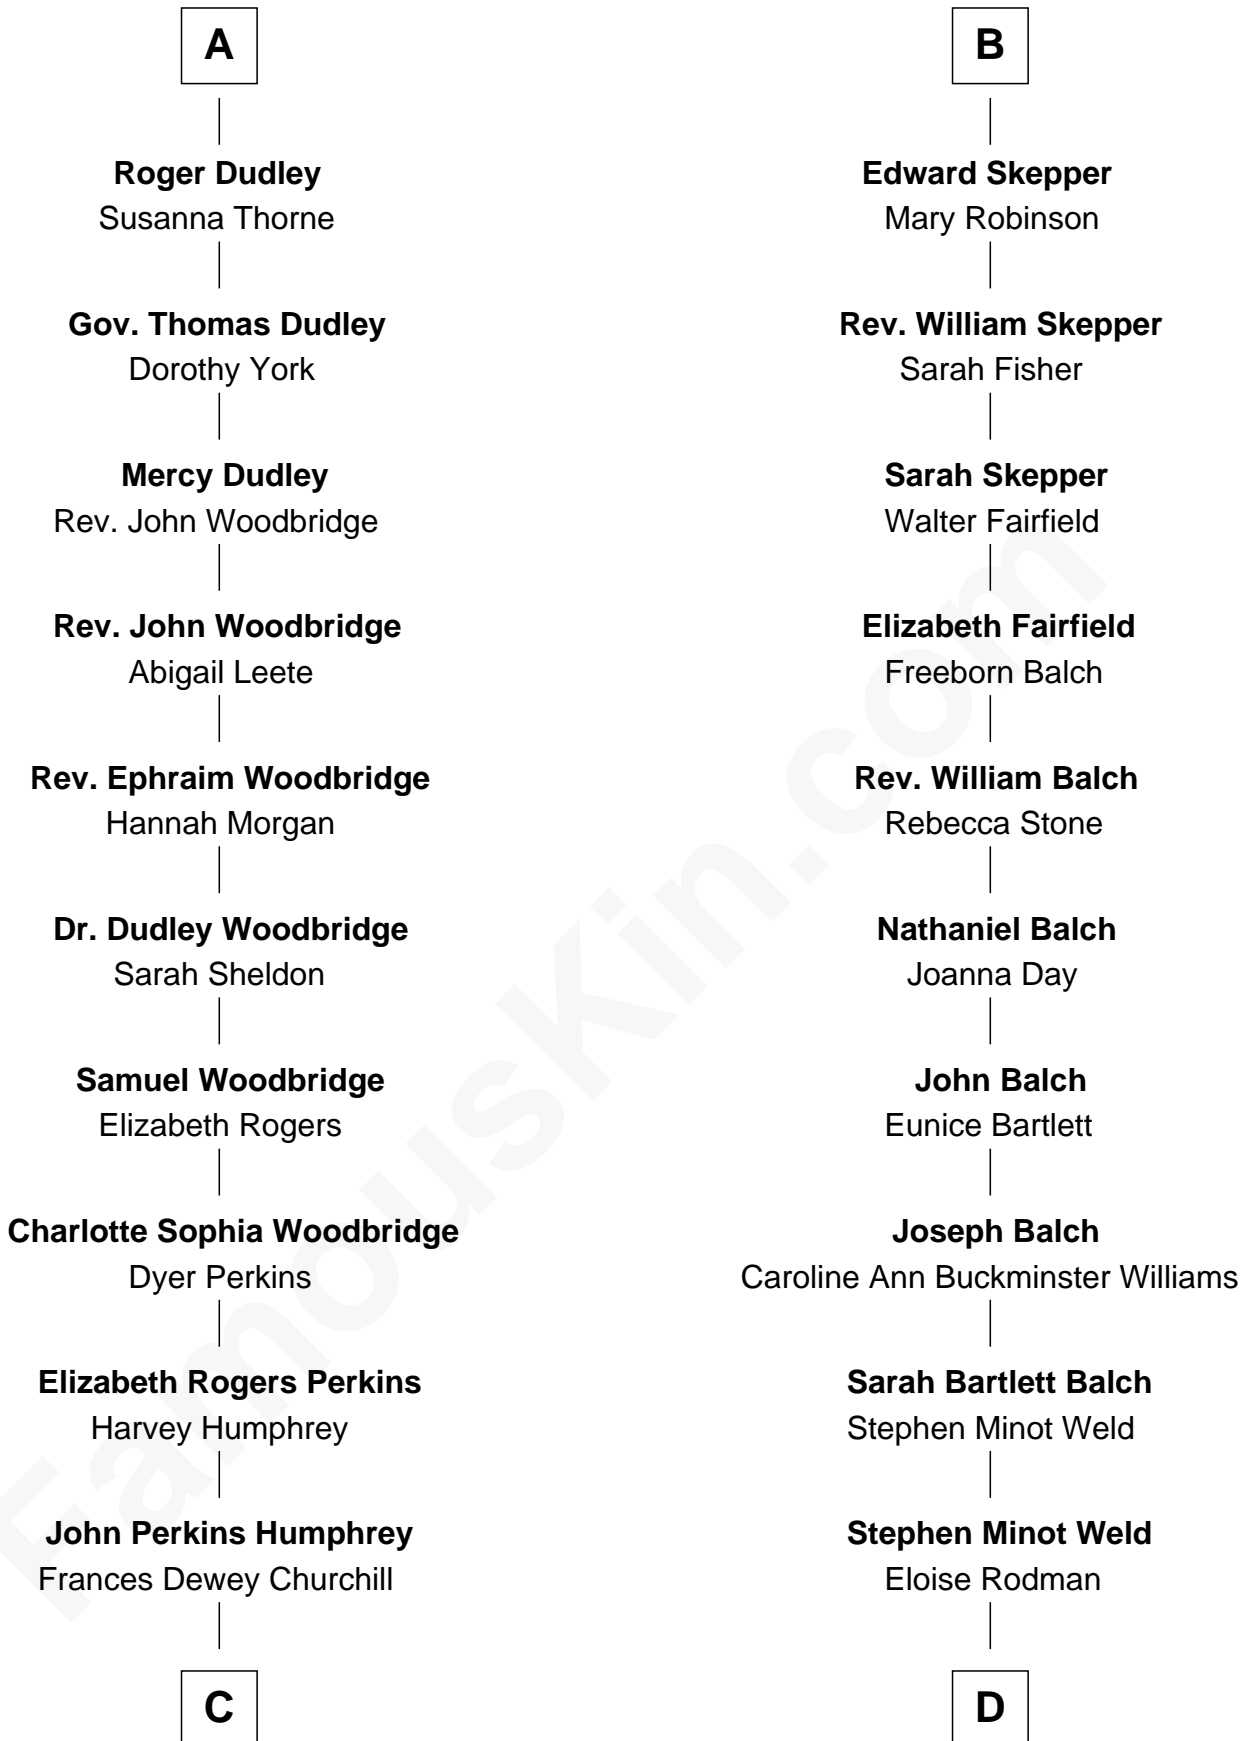 A
Roger Dudley
Susanna Thorne
Gov. Thomas Dudley
Dorothy York
Mercy Dudley
Rev. John Woodbridge
Rev. John Woodbridge
Abigail Leete
Rev. Ephraim Woodbridge
Hannah Morgan
Dr. Dudley Woodbridge
Sarah Sheldon
Samuel Woodbridge
Elizabeth Rogers
Charlotte Sophia Woodbridge
Dyer Perkins
Elizabeth Rogers Perkins
Harvey Humphrey
John Perkins Humphrey
Frances Dewey Churchill
C
B
Edward Skepper
Mary Robinson
Rev. William Skepper
Sarah Fisher
Sarah Skepper
Walter Fairfield
Elizabeth Fairfield
Freeborn Balch
Rev. William Balch
Rebecca Stone
Nathaniel Balch
Joanna Day
John Balch
Eunice Bartlett
Joseph Balch
Caroline Ann Buckminster Williams
Sarah Bartlett Balch
Stephen Minot Weld
Stephen Minot Weld
Eloise Rodman
D
FamousKin.com